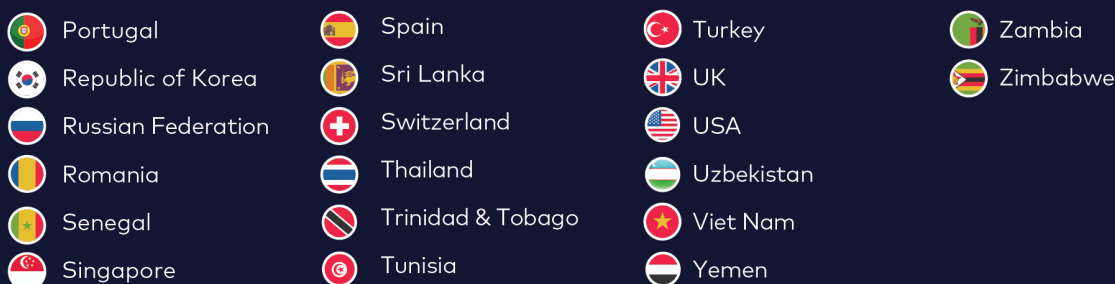 Portugal
Republic of Korea
Russian Federation
Romania
Senegal
Singapore
Spain
Sri Lanka
Switzerland
Thailand
Trinidad & Tobago
Tunisia
Turkey
UK
USA
Uzbekistan
Viet Nam
Yemen
Zambia
Zimbabwe